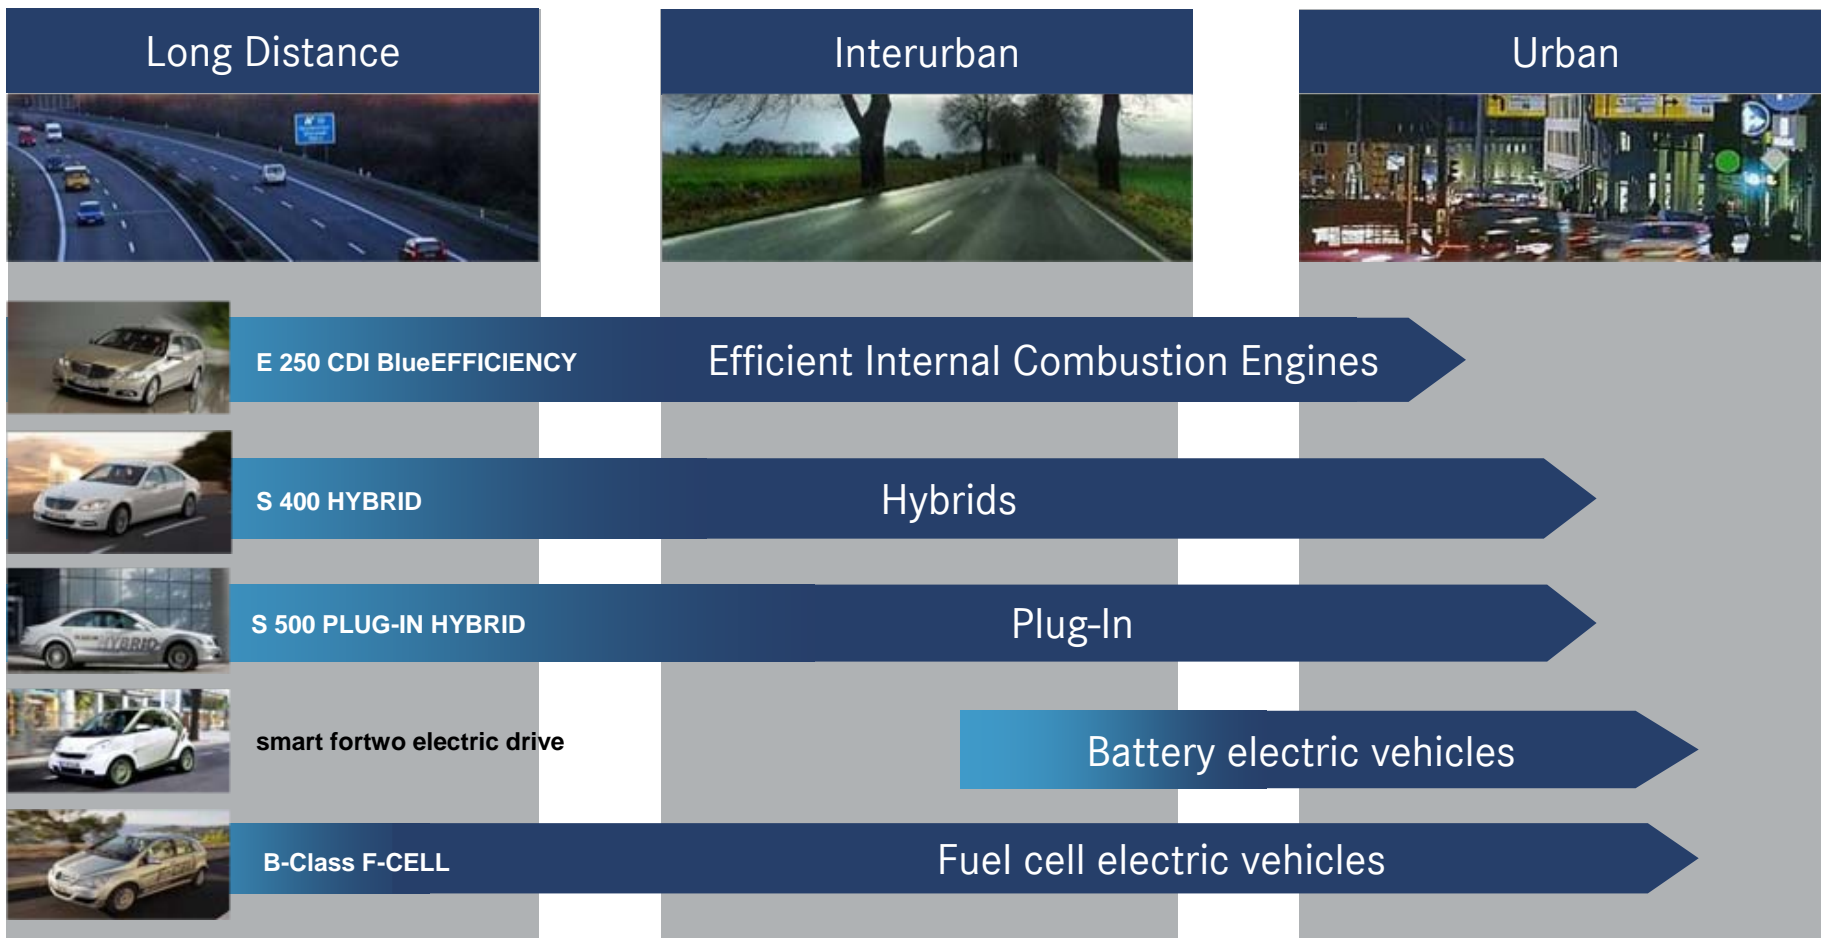 Long Distance
Interurban
Urban
E 250 CDI BlueEFFICIENCY
Efficient Internal Combustion Engines
S 400 HYBRID
Hybrids
HYBRID
S 500 PLUG-IN HYBRID
Plug-In
smart fortwo electric drive
Battery electric vehicles
B-Class F-CELL
Fuel cell electric vehicles